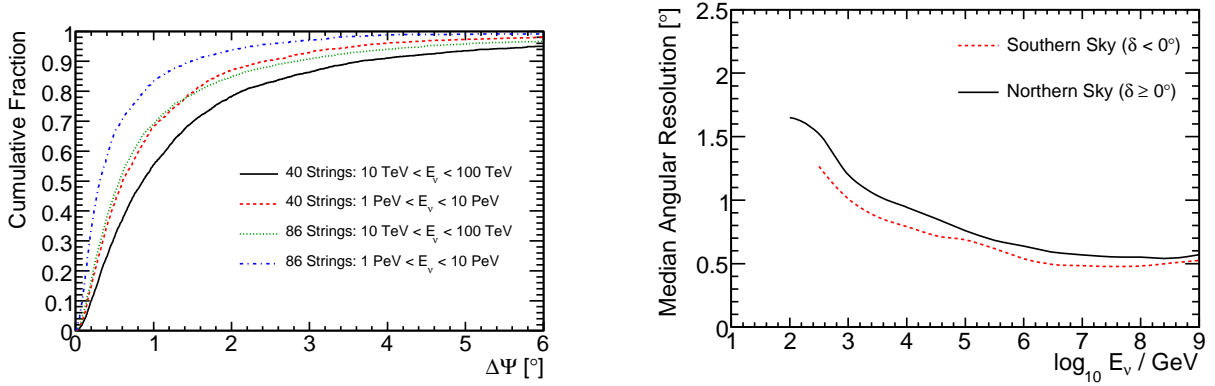 Cumulative Fraction
1
0.9
0.8
0.7
0.6
0.5
0.4
0.3
0.2
0.1
0
40 Strings: 10 TeV < E_ν < 100 TeV
40 Strings: 1 PeV < E_ν < 10 PeV
86 Strings: 10 TeV < E_ν < 100 TeV
86 Strings: 1 PeV < E_ν < 10 PeV
0 1 2 3 4 5 6
ΔΨ [°]
Median Angular Resolution [°]
2.5
2
1.5
1
0.5
0
Southern Sky (δ < 0°)
Northern Sky (δ ≥ 0°)
1 2 3 4 5 6 7 8 9
log₁₀ E_ν / GeV